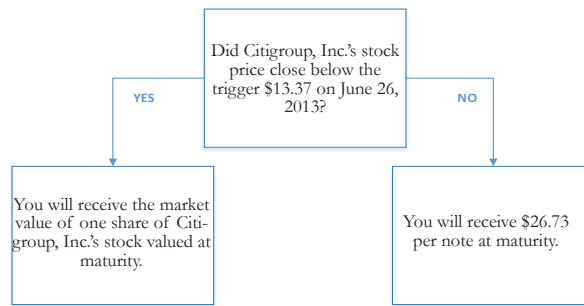 Did Citigroup, Inc.'s stock
price close below the
trigger $13.37 on June 26,
2013?
YES
NO
You will receive the market
value of one share of Citi-
group, Inc.'s stock valued at
maturity.
You will receive $26.73
per note at maturity.